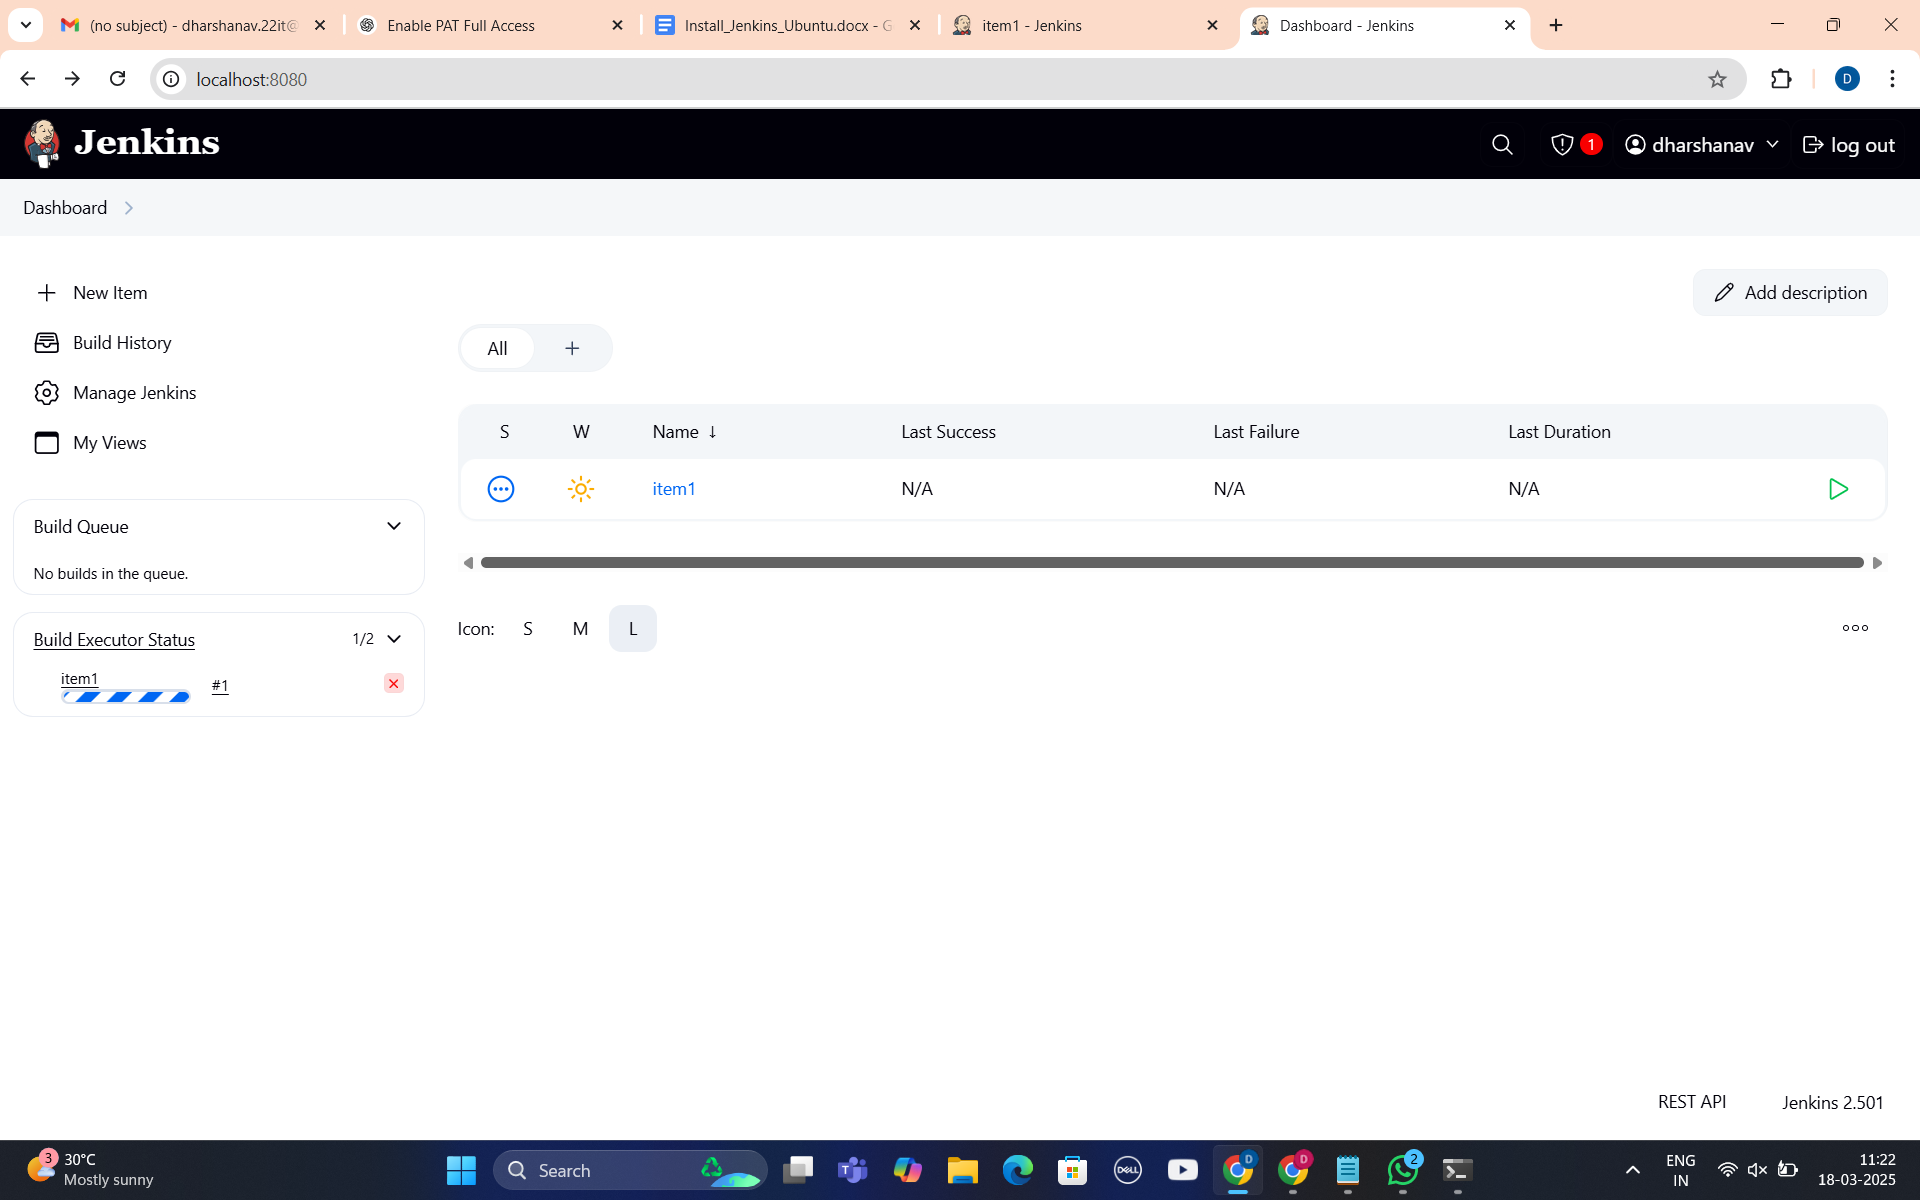 (no subject) - dharshanav.22it@
Enable PAT Full Access
Install_Jenkins_Ubuntu.docx - G
item1 - Jenkins
Dashboard - Jenkins
localhost:8080
D
Jenkins
1
dharshanav
log out
Dashboard
New Item
Build History
Manage Jenkins
My Views
Add description
All
+
S W Name ↓ Last Success Last Failure Last Duration
item1 N/A N/A N/A
Build Queue
No builds in the queue.
Build Executor Status 1/2
item1
#1
Icon: S M L
REST API Jenkins 2.501
3
30°C
Mostly sunny
Search
T
DELL
D
D
2
ENG
IN
11:22
18-03-2025